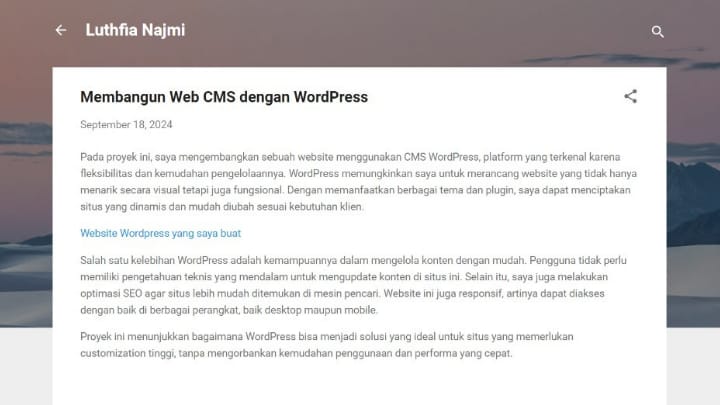 Luthfia Najmi
Membangun Web CMS dengan WordPress
September 18, 2024
Pada proyek ini, saya mengembangkan sebuah website menggunakan CMS WordPress, platform yang terkenal karena
fleksibilitas dan kemudahan pengelolaannya. WordPress memungkinkan saya untuk merancang website yang tidak hanya
menarik secara visual tetapi juga fungsional. Dengan memanfaatkan berbagai tema dan plugin, saya dapat menciptakan
situs yang dinamis dan mudah diubah sesuai kebutuhan klien.
Website Wordpress yang saya buat
Salah satu kelebihan WordPress adalah kemampuannya dalam mengelola konten dengan mudah. Pengguna tidak perlu
memiliki pengetahuan teknis yang mendalam untuk mengupdate konten di situs ini. Selain itu, saya juga melakukan
optimasi SEO agar situs lebih mudah ditemukan di mesin pencari. Website ini juga responsif, artinya dapat diakses
dengan baik di berbagai perangkat, baik desktop maupun mobile.
Proyek ini menunjukkan bagaimana WordPress bisa menjadi solusi yang ideal untuk situs yang memerlukan
customization tinggi, tanpa mengorbankan kemudahan penggunaan dan performa yang cepat.